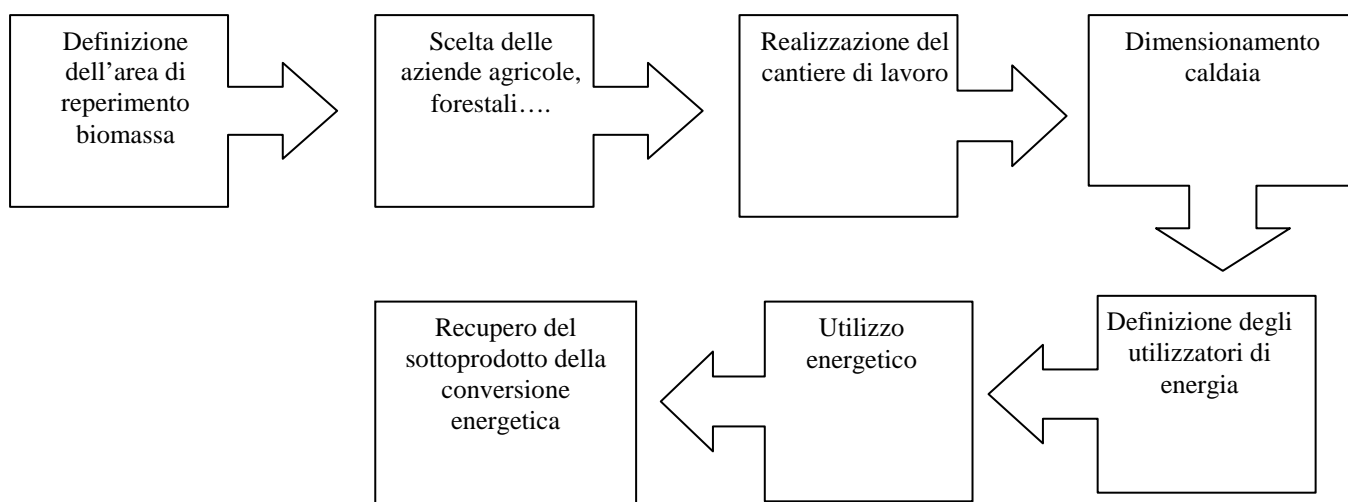 Definizione
dell’area di
reperimento
biomassa
Scelta delle
aziende agricole,
forestali….
Realizzazione del
cantiere di lavoro
Dimensionamento
caldaia
Definizione degli
utilizzatori di
energia
Utilizzo
energetico
Recupero del
sottoprodotto della
conversione
energetica